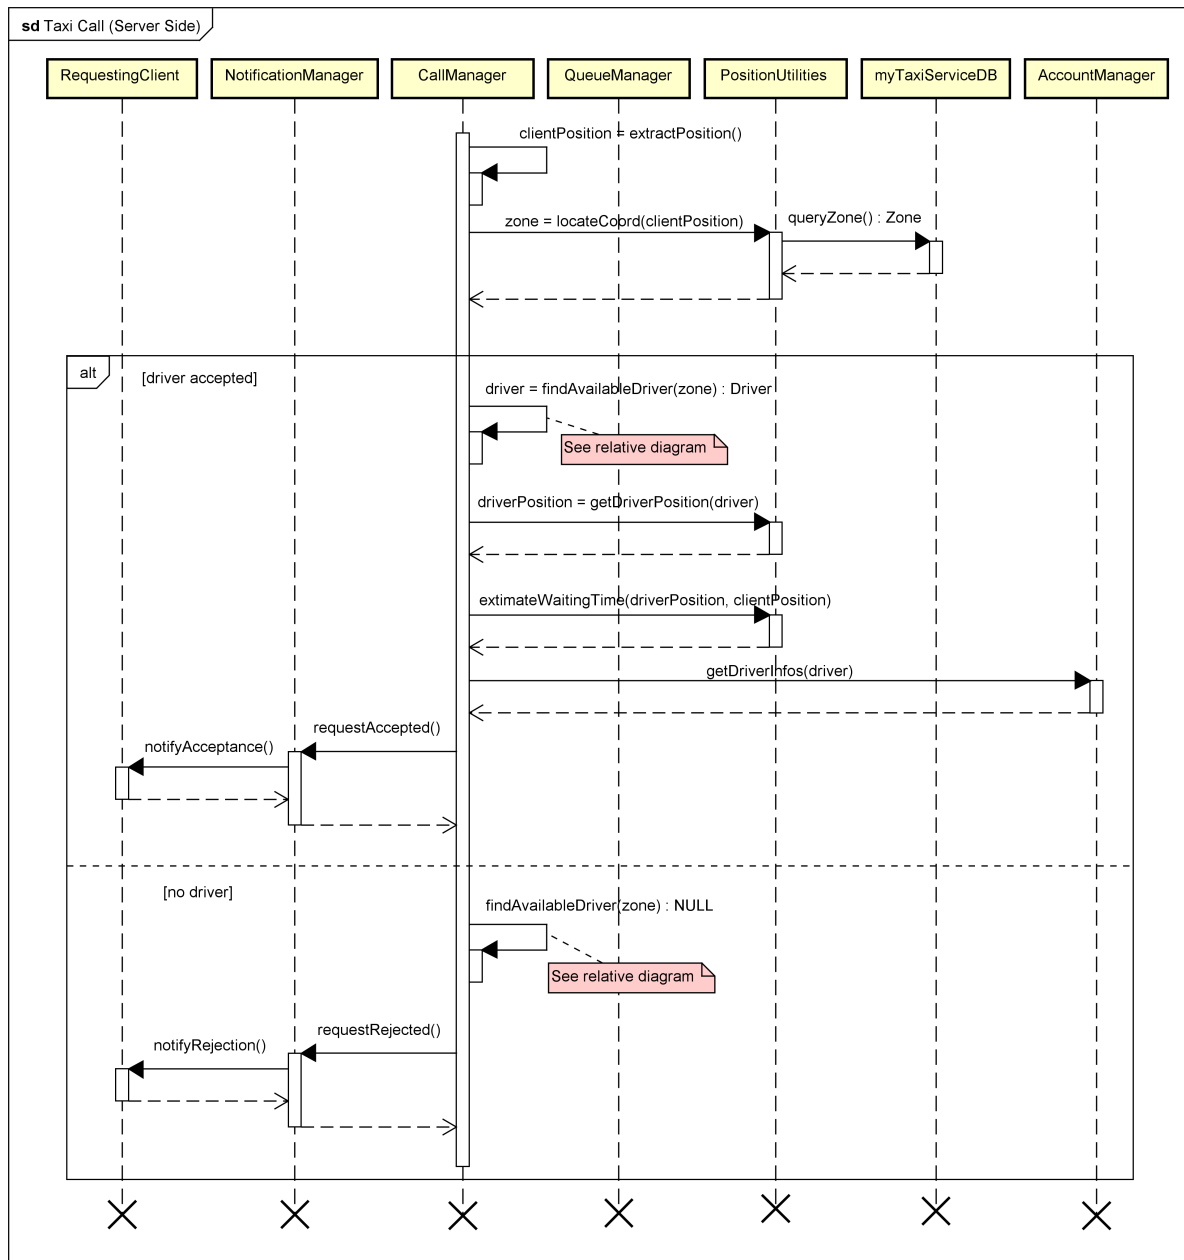 sd Taxi Call (Server Side)
RequestingClient
NotificationManager
CallManager
QueueManager
PositionUtilities
myTaxiServiceDB
AccountManager
clientPosition = extractPosition()
zone = locateCoord(clientPosition)
queryZone() : Zone
alt
[driver accepted]
driver = findAvailableDriver(zone) : Driver
See relative diagram
driverPosition = getDriverPosition(driver)
extimateWaitingTime(driverPosition, clientPosition)
getDriverInfos(driver)
requestAccepted()
notifyAcceptance()
[no driver]
findAvailableDriver(zone) : NULL
See relative diagram
requestRejected()
notifyRejection()